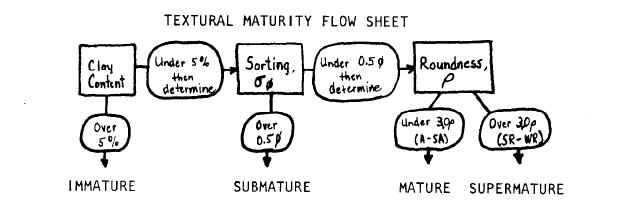 TEXTURAL MATURITY FLOW SHEET
Clay
Content
Under 5%
then
determine
Sorting,
σφ
Under 0.5φ
then
determine
Roundness,
ρ
Over
5%
Over
0.5φ
Under 3.0ρ
(A-SA)
Over 3.0ρ
(SR-WR)
IMMATURE
SUBMATURE
MATURE
SUPERMATURE